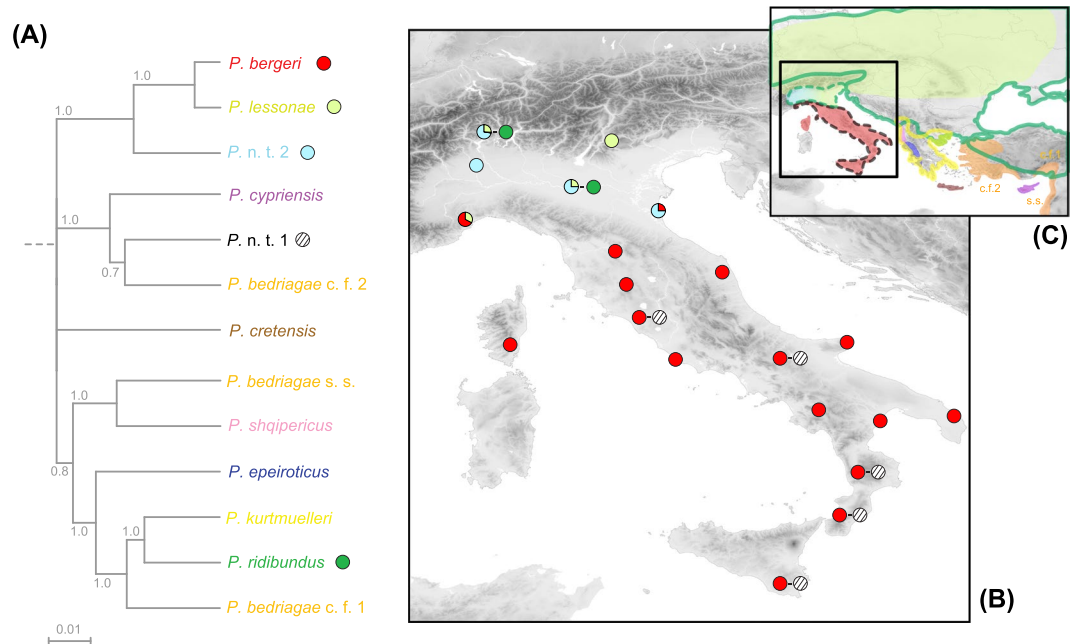 (A)
1.0
P. bergeri
P. lessonae
1.0
P. n. t. 2
P. cypriensis
1.0
P. n. t. 1
0.7
P. bedriagae c. f. 2
P. cretensis
P. bedriagae s. s.
1.0
P. shqipericus
0.8
P. epeiroticus
1.0
P. kurtmuelleri
1.0
P. ridibundus
1.0
P. bedriagae c. f. 1
0.01
(B)
c.f.2
s.s.
(C)